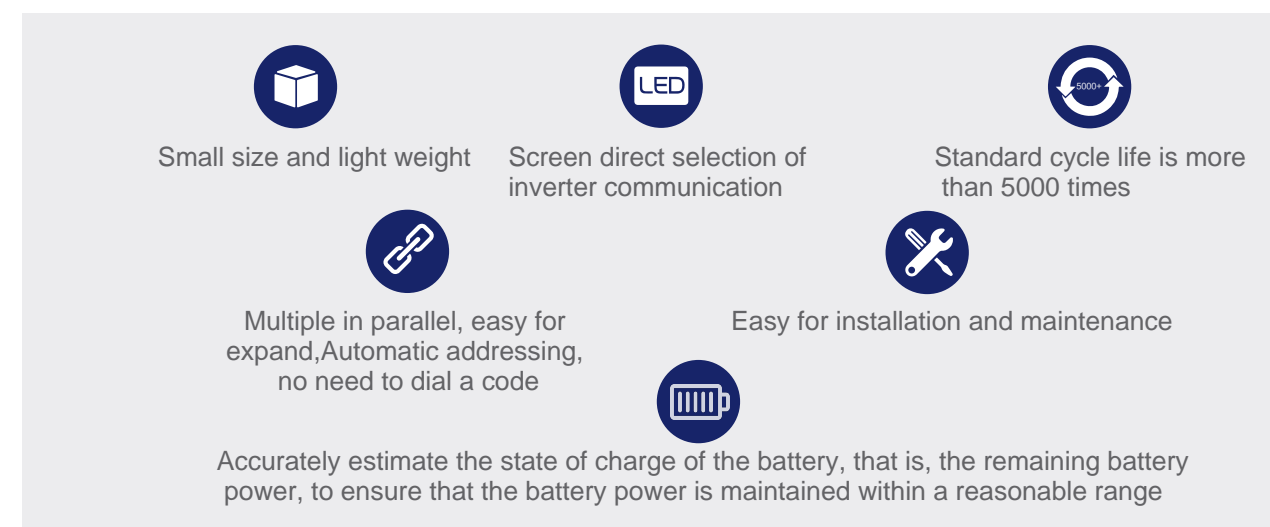 LED
5000+
Small size and light weight
Screen direct selection of
inverter communication
Standard cycle life is more
than 5000 times
Multiple in parallel, easy for
expand,Automatic addressing,
no need to dial a code
Easy for installation and maintenance
Accurately estimate the state of charge of the battery, that is, the remaining battery
power, to ensure that the battery power is maintained within a reasonable range